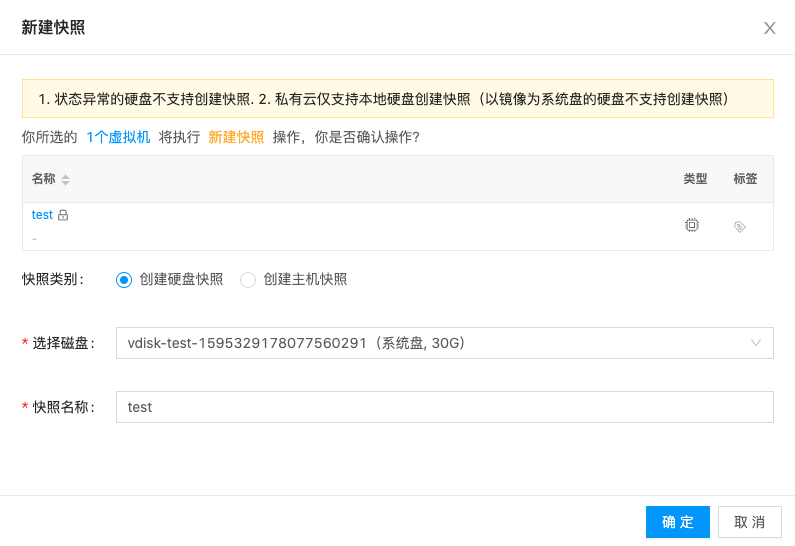 新建快照
1. 状态异常的硬盘不支持创建快照. 2. 私有云仅支持本地硬盘创建快照（以镜像为系统盘的硬盘不支持创建快照）
你所选的 1个虚拟机 将执行 新建快照 操作，你是否确认操作?
名称 类型 标签
test
-
快照类别： 创建硬盘快照 创建主机快照
* 选择磁盘： vdisk-test-1595329178077560291（系统盘, 30G）
* 快照名称： test
确 定 取 消